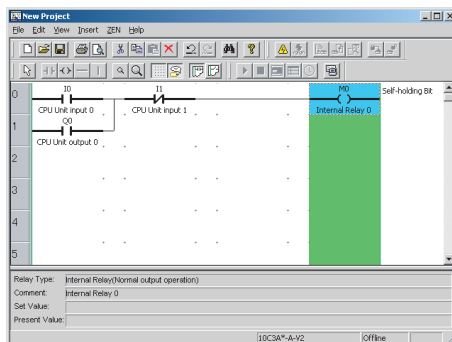 New Project
File Edit View Insert ZEN Help
0
I0
I1
M0
Self-holding Bit
CPU Unit input 0
CPU Unit input 1
Internal Relay 0
1
Q0
CPU Unit output 0
2
3
4
5
Relay Type: Internal Relay(Normal output operation)
Comment: Internal Relay 0
Set Value:
Present Value:
10C3A*-A-V2 Offline